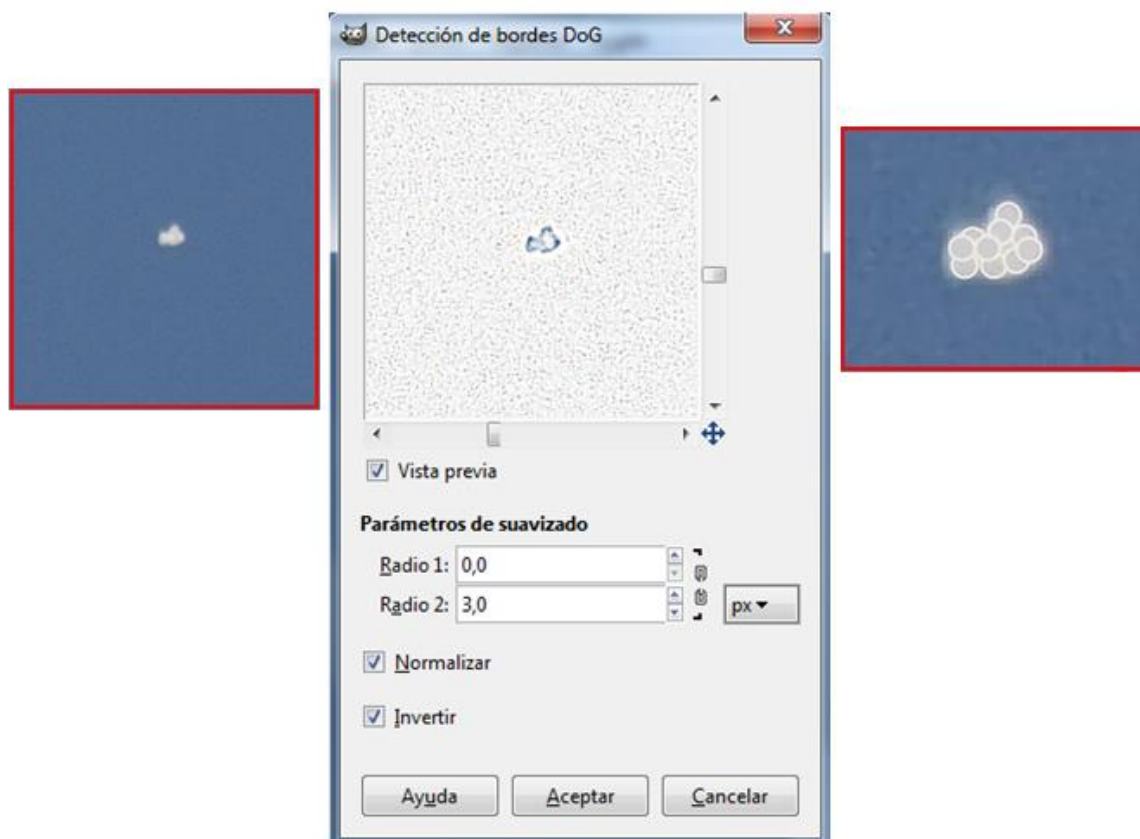 Detección de bordes DoG
Vista previa
Parámetros de suavizado
Radio 1: 0,0
Radio 2: 3,0
px
Normalizar
Invertir
Ayuda
Aceptar
Cancelar